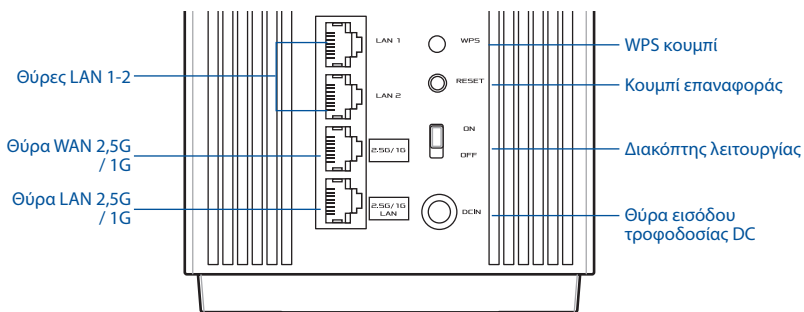 Θύρες LAN 1-2
Θύρα WAN 2,5G
/ 1G
Θύρα LAN 2,5G
/ 1G
LAN 1
LAN 2
2.5G/1G
2.5G/1G
LAN
WPS
RESET
ON
OFF
DCIN
WPS κουμπί
Κουμπί επαναφοράς
Διακόπτης λειτουργίας
Θύρα εισόδου
τροφοδοσίας DC